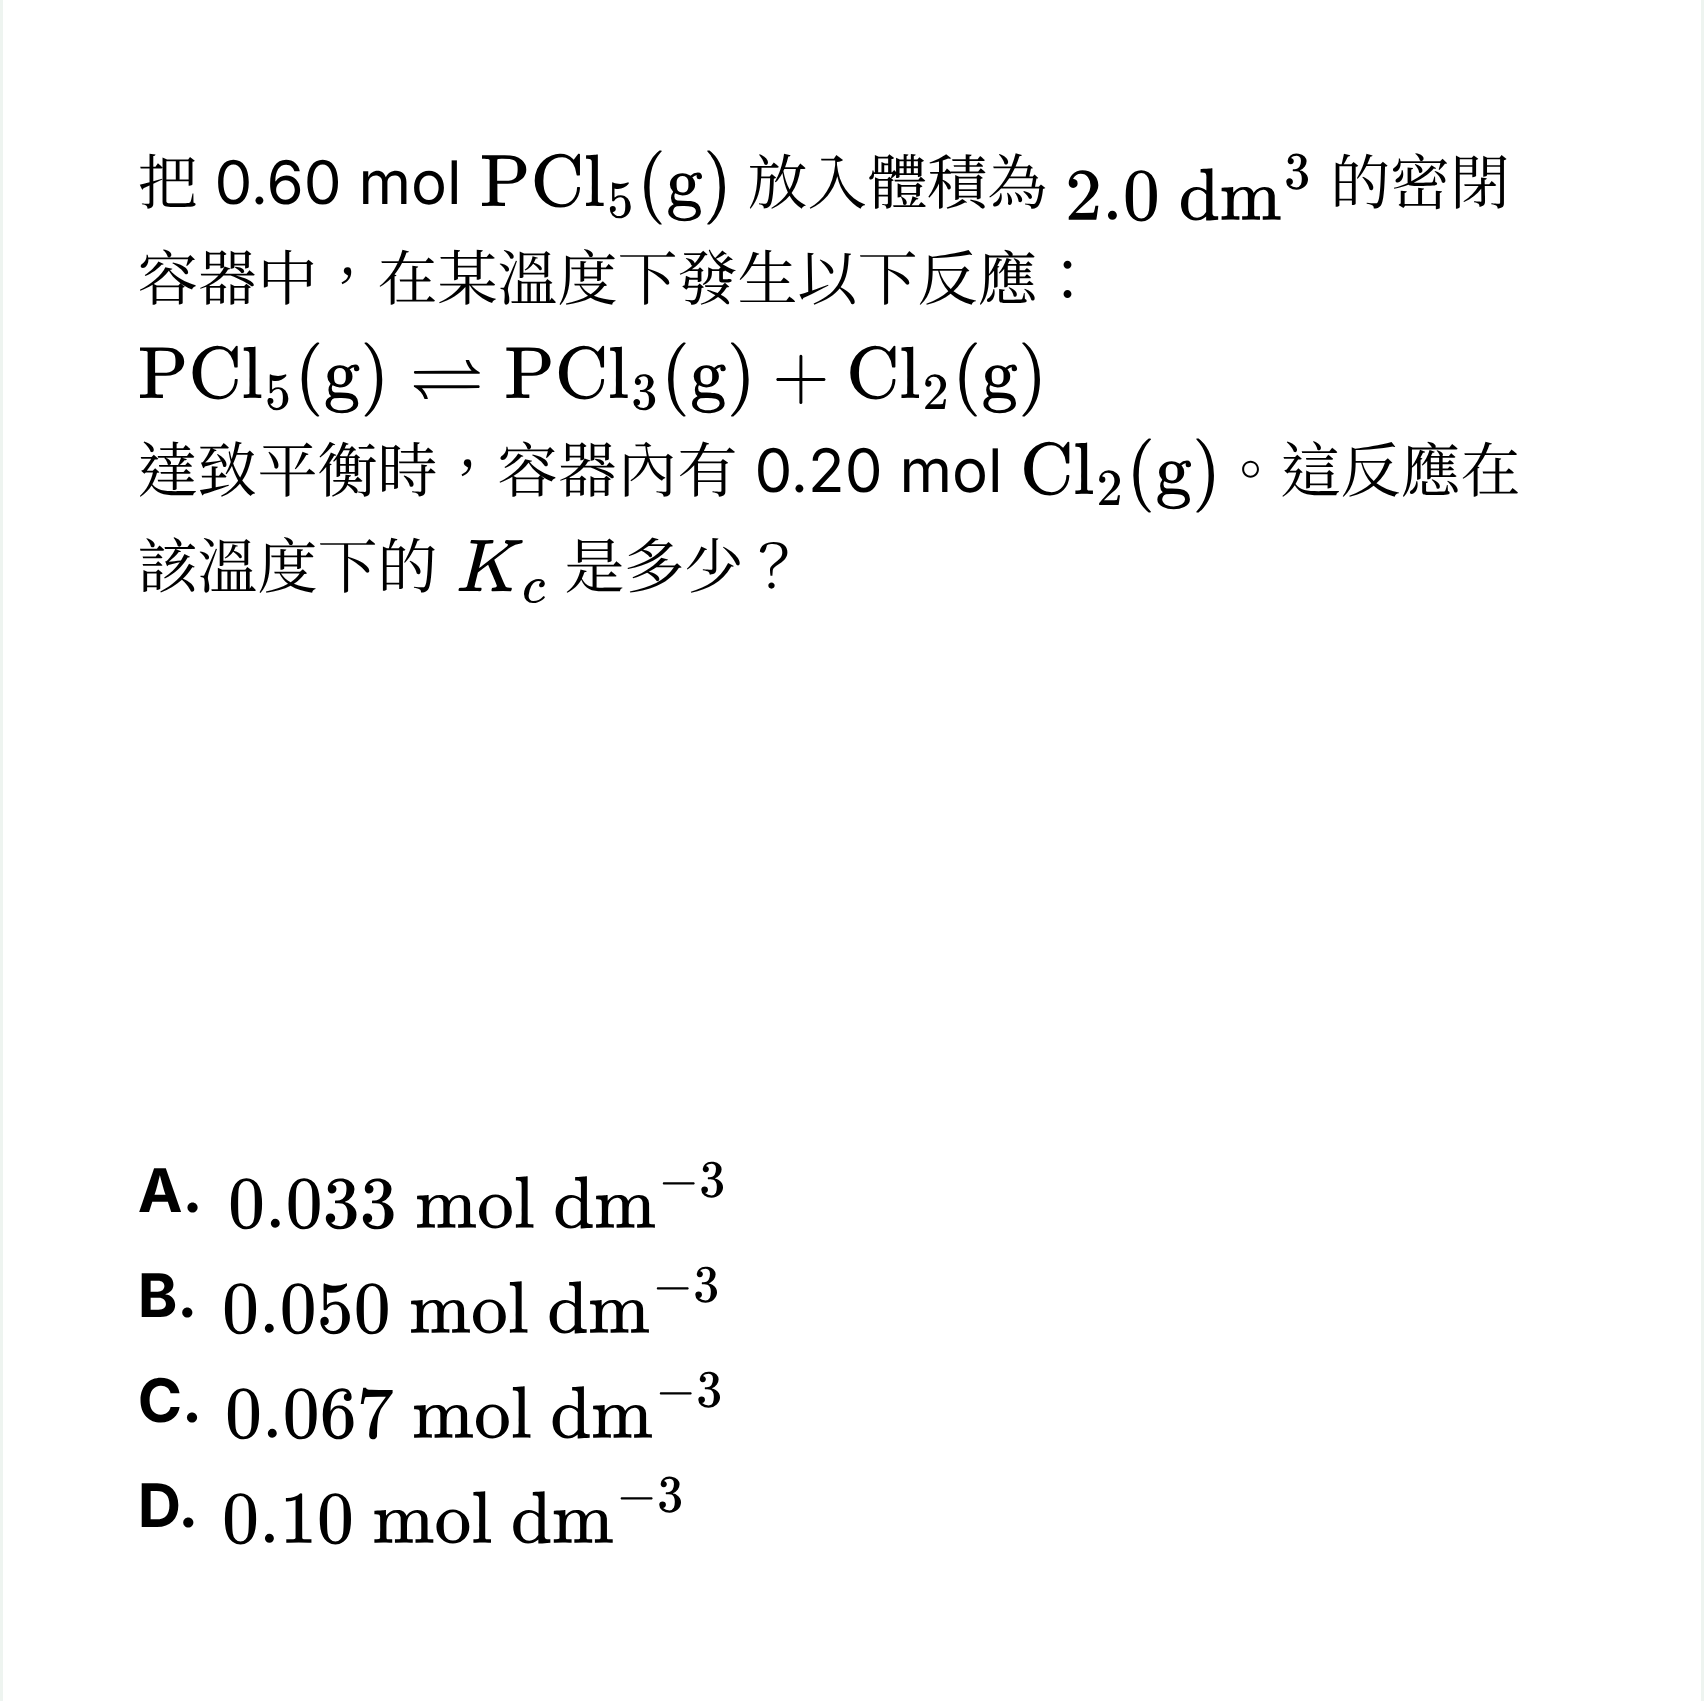 把 0.60 mol PCl₅(g) 放入體積為 2.0 dm³ 的密閉
容器中，在某溫度下發生以下反應：
PCl₅(g) ⇌ PCl₃(g) + Cl₂(g)
達致平衡時，容器內有 0.20 mol Cl₂(g)。這反應在
該溫度下的 K_c 是多少？
A. 0.033 mol dm⁻³
B. 0.050 mol dm⁻³
C. 0.067 mol dm⁻³
D. 0.10 mol dm⁻³